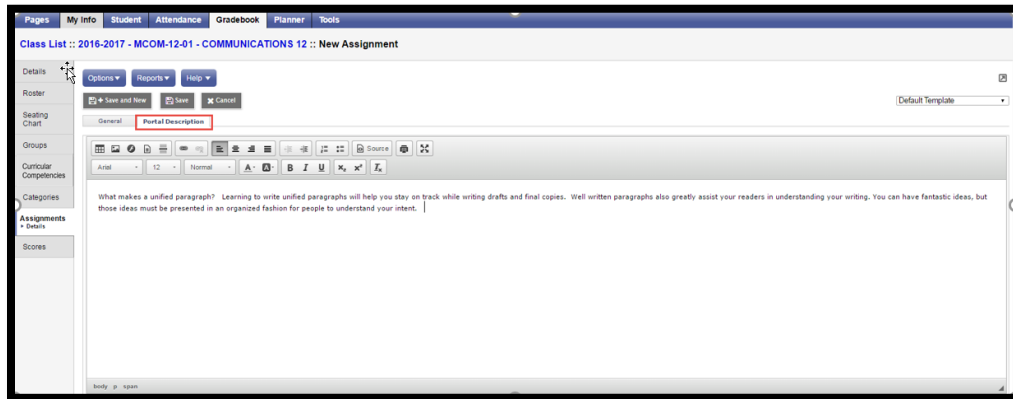 Pages My Info Student Attendance Gradebook Planner Tools
Class List :: 2016-2017 - MCOM-12-01 - COMMUNICATIONS 12 :: New Assignment
Details
Roster
Seating
Chart
Groups
Curricular
Competencies
Categories
Assignments
Details
Scores
Options Reports Help
Save and New Save Cancel
Default Template
General Portal Description
Source
Arial 12 Normal A A B I U x₂ x² Tx
What makes a unified paragraph? Learning to write unified paragraphs will help you stay on track while writing drafts and final copies. Well written paragraphs also greatly assist your readers in understanding your writing. You can have fantastic ideas, but
those ideas must be presented in an organized fashion for people to understand your intent.
body p span